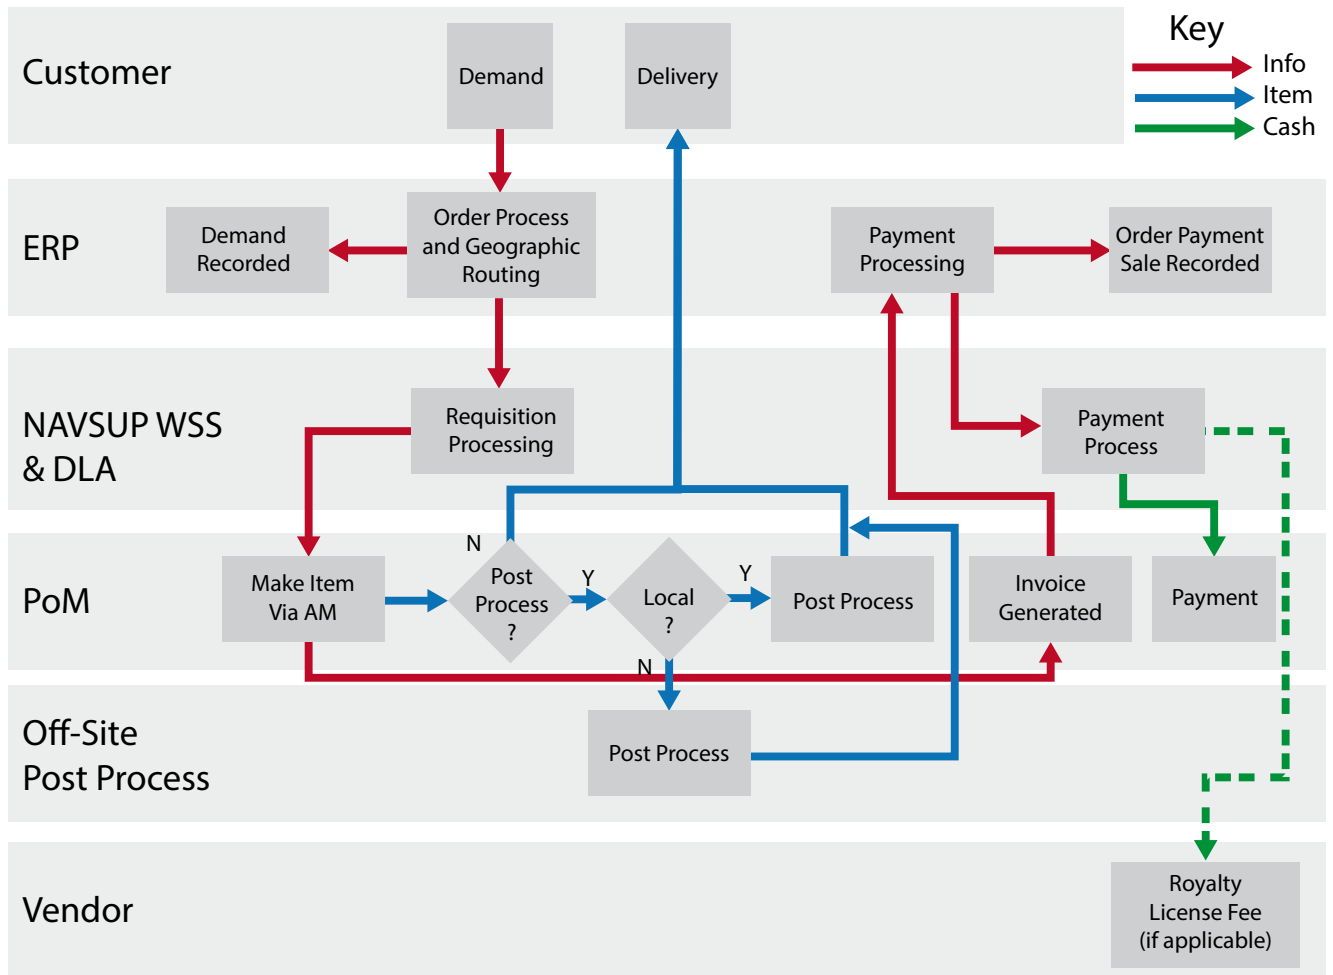 Key
Info
Item
Cash
Customer
Demand
Delivery
ERP
Demand
Recorded
Order Process
and Geographic
Routing
Payment
Processing
Order Payment
Sale Recorded
NAVSUP WSS
& DLA
Requisition
Processing
Payment
Process
PoM
Make Item
Via AM
N
Post
Process
?
Y
Local
?
Y
N
Post Process
Invoice
Generated
Payment
Off-Site
Post Process
Post Process
Vendor
Royalty
License Fee
(if applicable)